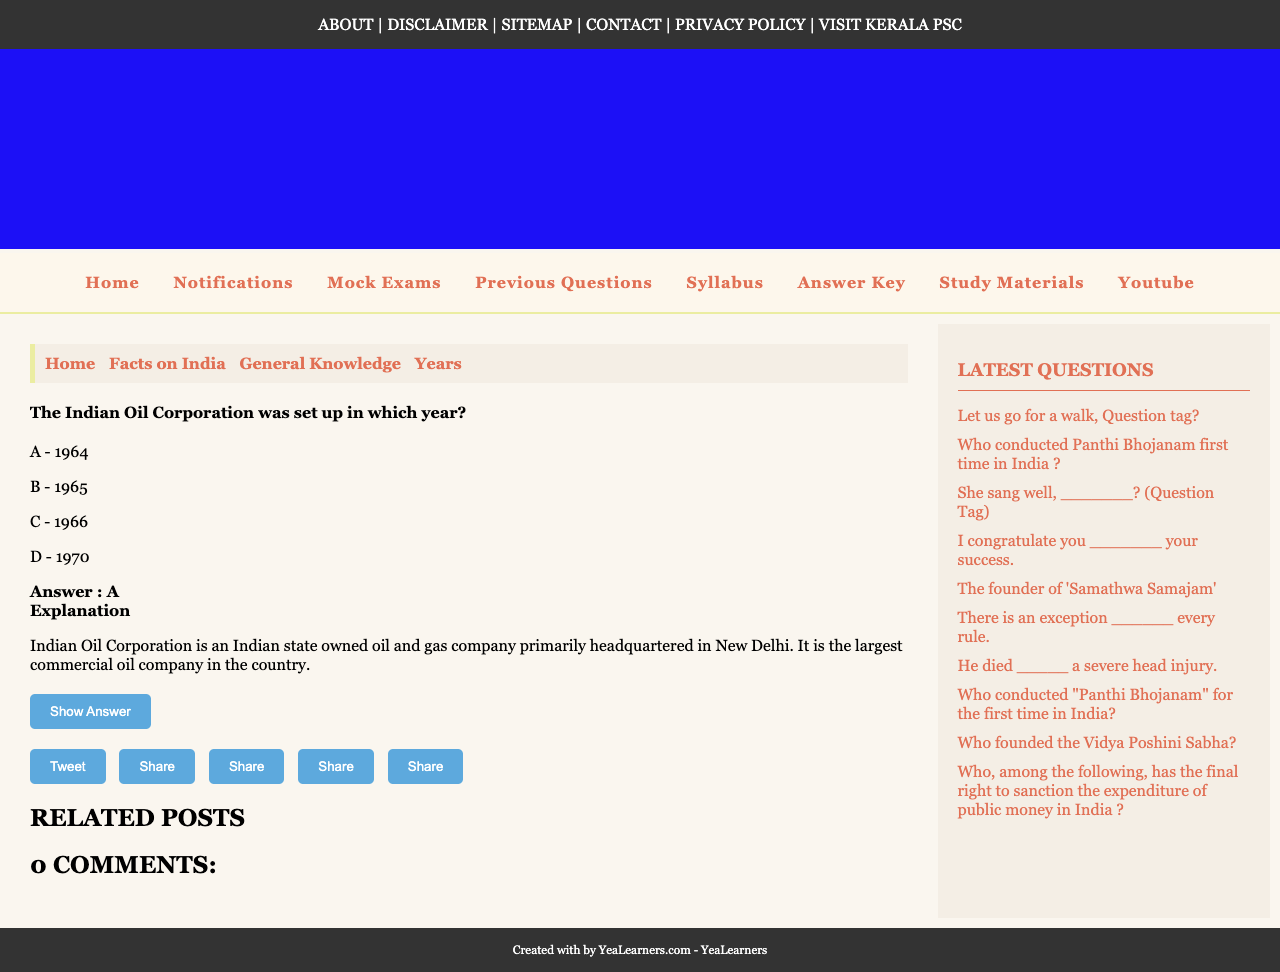 ABOUT | DISCLAIMER | SITEMAP | CONTACT | PRIVACY POLICY | VISIT KERALA PSC
Home Notifications Mock Exams Previous Questions Syllabus Answer Key Study Materials Youtube
Home Facts on India General Knowledge Years
The Indian Oil Corporation was set up in which year?
A - 1964
B - 1965
C - 1966
D - 1970
Answer : A
Explanation
Indian Oil Corporation is an Indian state owned oil and gas company primarily headquartered in New Delhi. It is the largest
commercial oil company in the country.
Show Answer
Tweet Share Share Share Share
RELATED POSTS
0 COMMENTS:
LATEST QUESTIONS
Let us go for a walk, Question tag?
Who conducted Panthi Bhojanam first
time in India ?
She sang well, ________? (Question
Tag)
I congratulate you ________ your
success.
The founder of 'Samathwa Samajam'
There is an exception _______ every
rule.
He died ______ a severe head injury.
Who conducted "Panthi Bhojanam" for
the first time in India?
Who founded the Vidya Poshini Sabha?
Who, among the following, has the final
right to sanction the expenditure of
public money in India ?
Created with by YeaLearners.com - YeaLearners